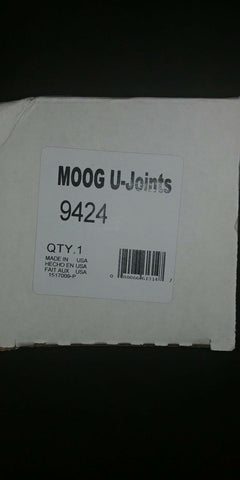 MOOG U-Joints
9424
QTY.1
MADE IN USA
HECHO EN USA
FAIT AUX USA
1517009-P